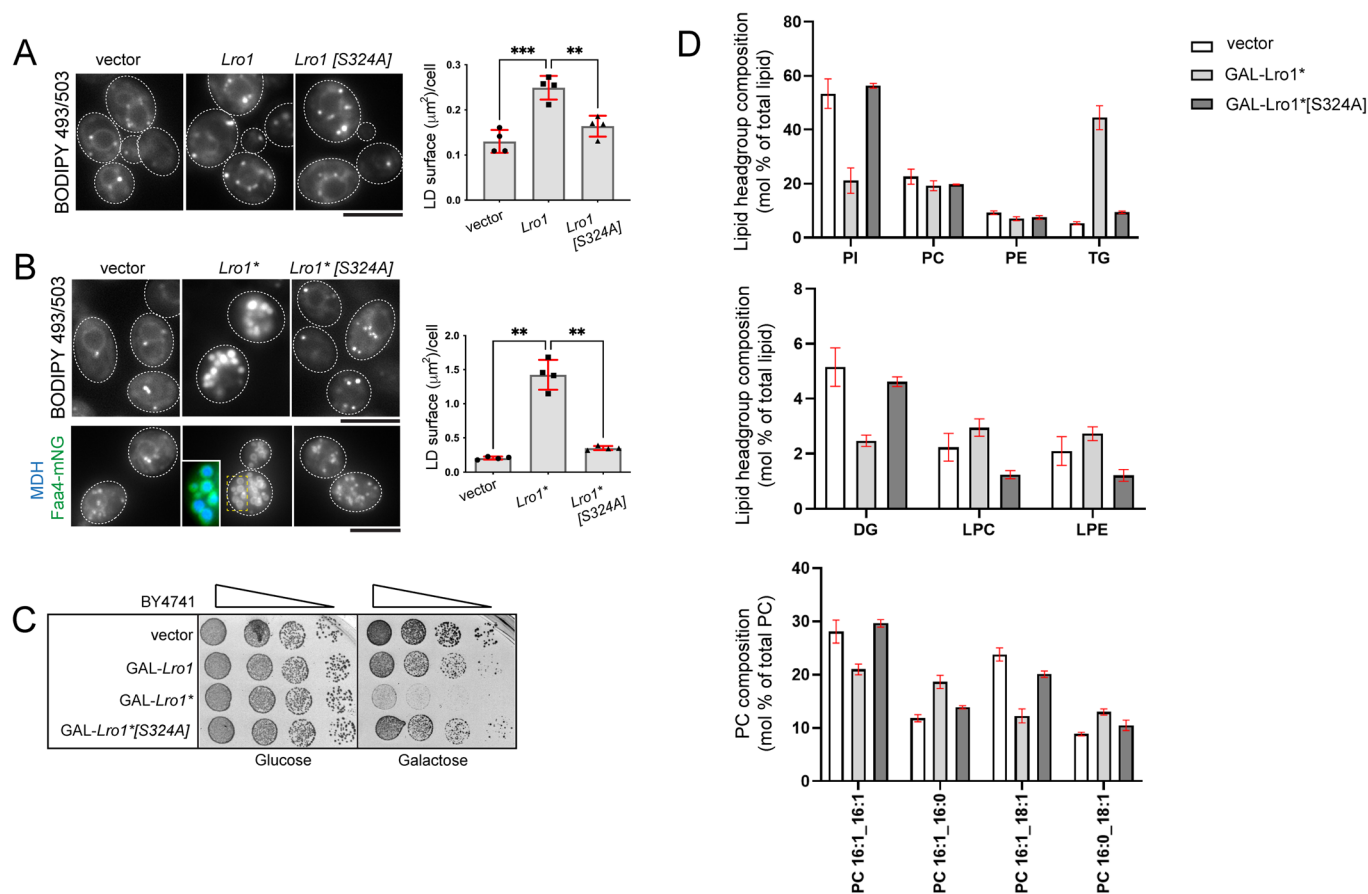 A
vector
Lro1
Lro1 [S324A]
BODIPY 493/503
LD surface (μm²)/cell
0.3
0.2
0.1
0.0
***
**
vector
Lro1
Lro1
[S324A]
B
vector
Lro1*
Lro1* [S324A]
BODIPY 493/503
MDH
Faa4-mNG
LD surface (μm²)/cell
2.0
1.5
1.0
0.5
0.0
**
**
vector
Lro1*
Lro1*
[S324A]
C
BY4741
vector
GAL-Lro1
GAL-Lro1*
GAL-Lro1*[S324A]
Glucose
Galactose
D
vector
GAL-Lro1*
GAL-Lro1*[S324A]
Lipid headgroup composition
(mol % of total lipid)
80
60
40
20
0
PI
PC
PE
TG
Lipid headgroup composition
(mol % of total lipid)
8
6
4
2
0
DG
LPC
LPE
PC composition
(mol % of total PC)
40
30
20
10
0
PC 16:1_16:1
PC 16:1_16:0
PC 16:1_18:1
PC 16:0_18:1